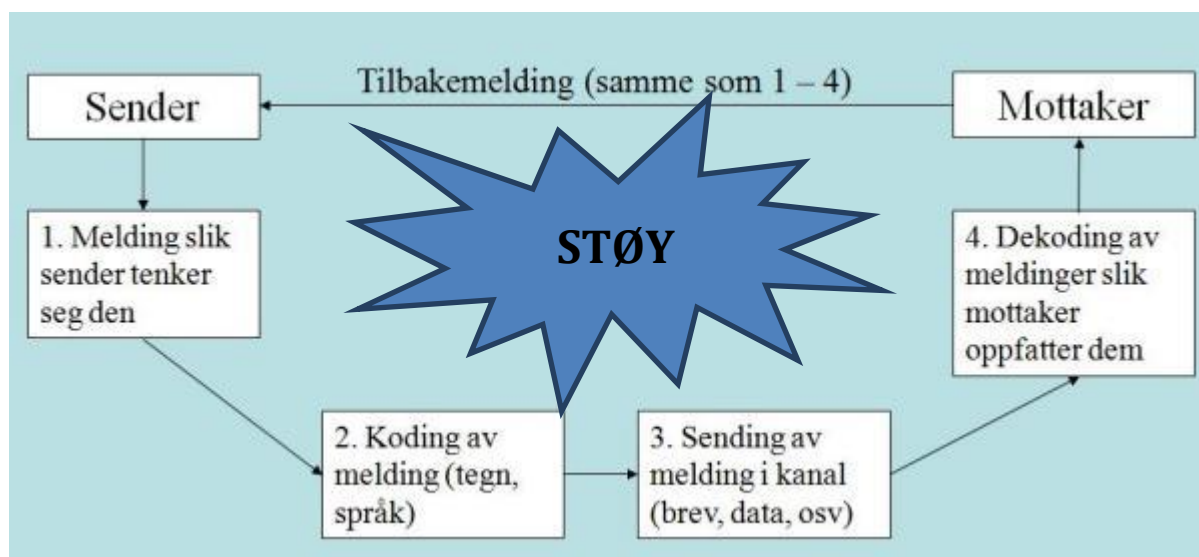 Tilbakemelding (samme som 1 – 4)
Sender
Mottaker
1. Melding slik
sender tenker
seg den
STØY
4. Dekoding av
meldinger slik
mottaker
oppfatter dem
2. Koding av
melding (tegn,
språk)
3. Sending av
melding i kanal
(brev, data, osv)